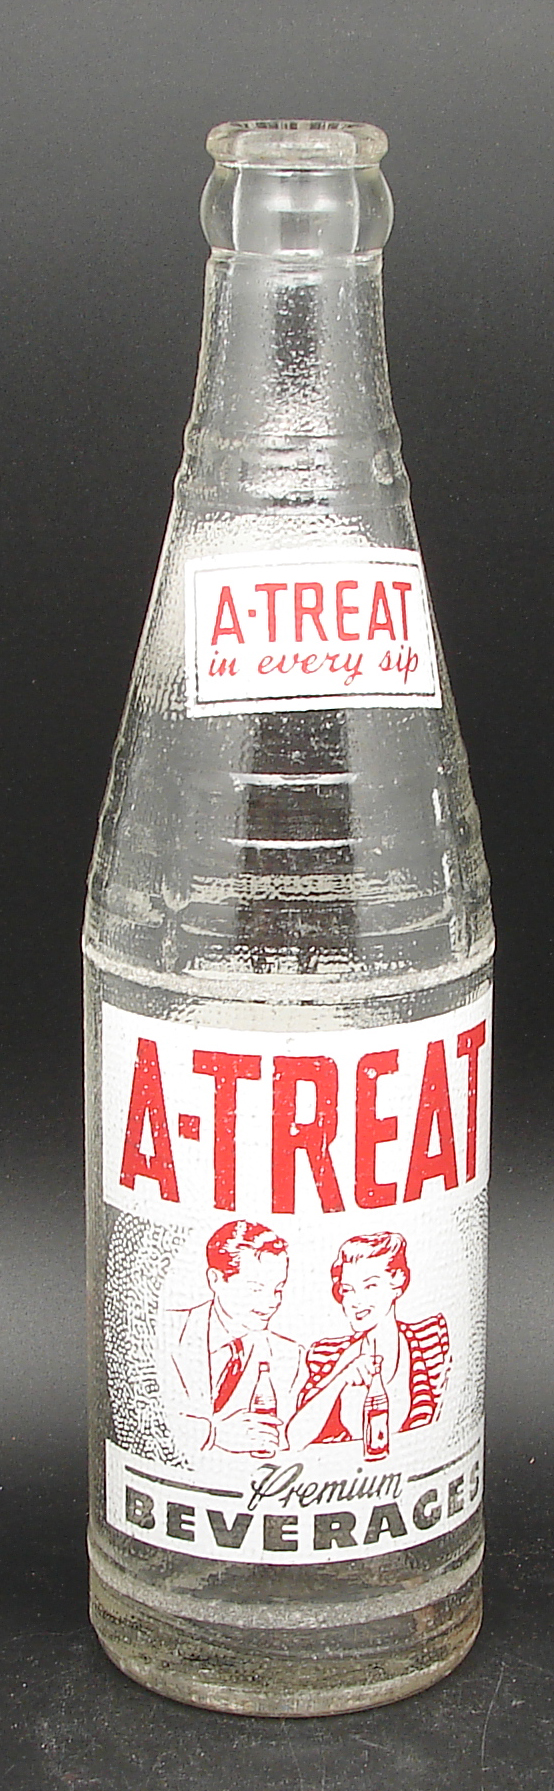 A·TREAT
in every sip
A-TREAT
Premium
BEVERAGES